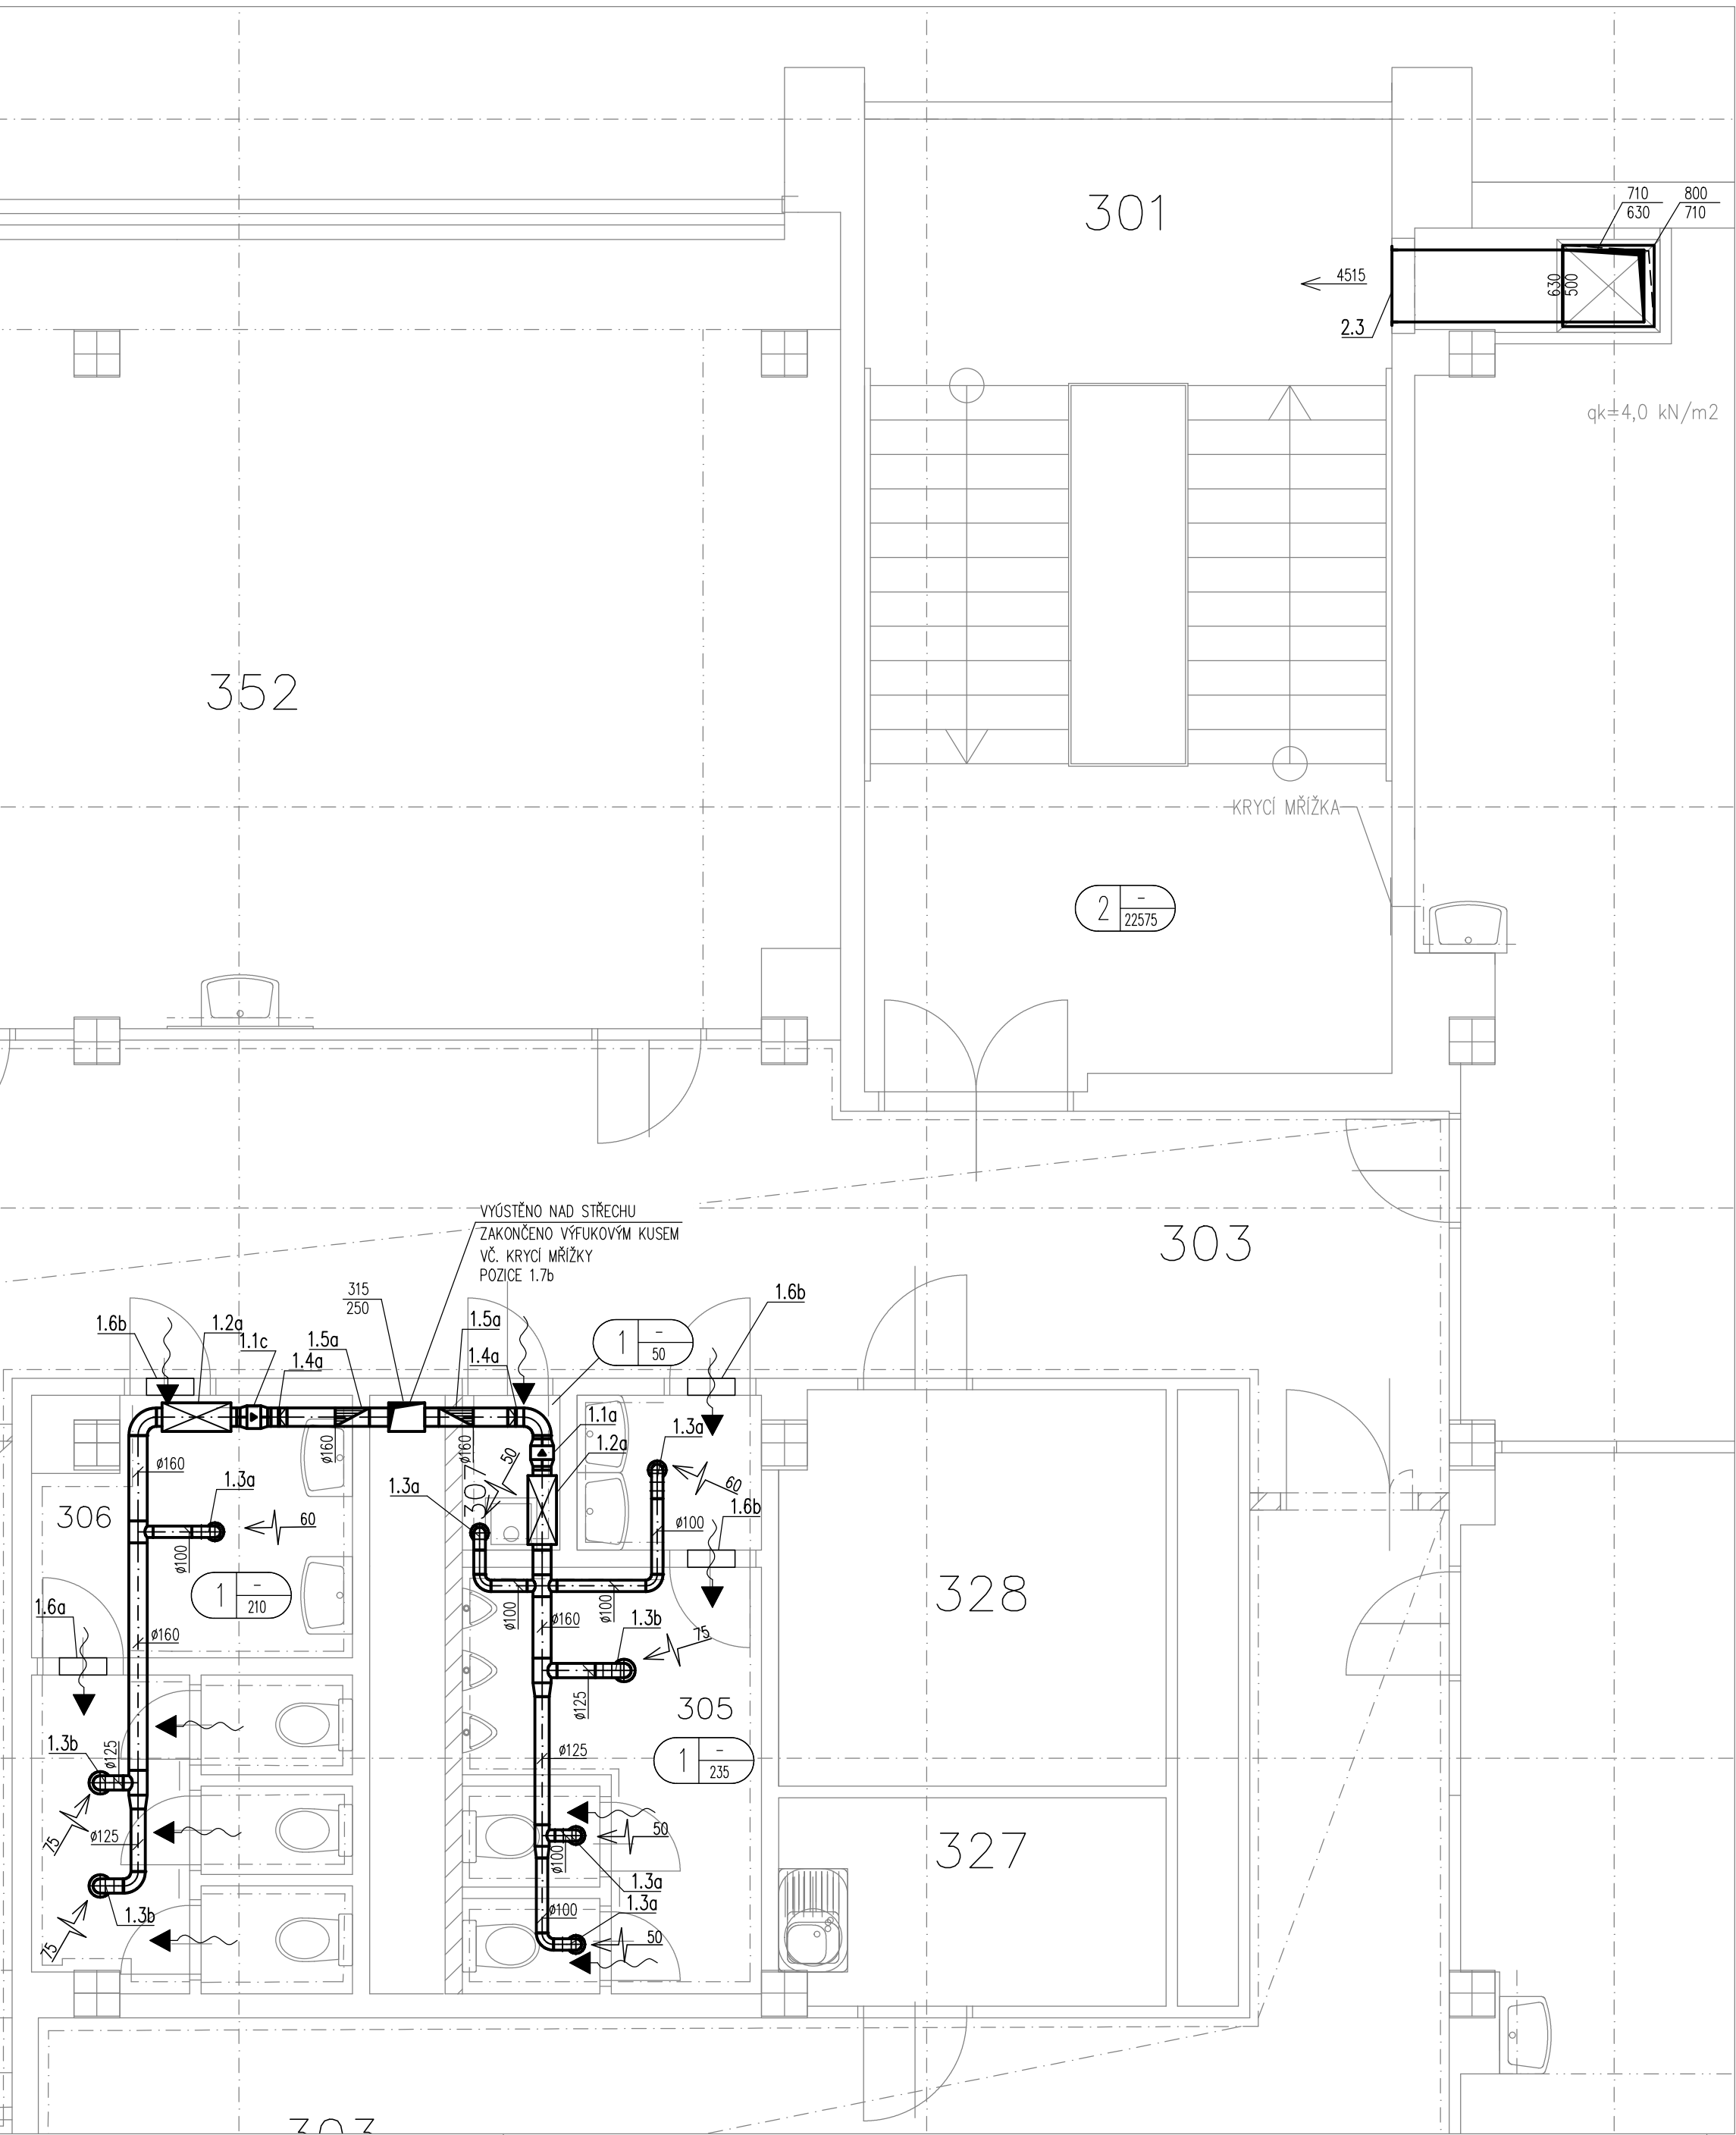 301
710
630
800
710
630
500
4515
2.3
qk=4,0 kN/m2
352
KRYCÍ MŘÍŽKA
2
-
22575
VYÚSTĚNO NAD STŘECHU
ZAKONČENO VÝFUKOVÝM KUSEM
VČ. KRYCÍ MŘÍŽKY
POZICE 1.7b
303
315
250
1.6b
1.2a
1.1c
1.5a
1.4a
1.5a
1.4a
1
-
50
1.6b
1.1a
1.2a
1.3a
ø160
ø160
ø160
50
60
1.3a
1.3a
307
1.6b
306
60
ø100
ø100
1
-
210
1.6a
ø100
ø100
ø160
ø160
1.3b
75
328
ø125
305
1.3b
ø125
ø125
1
-
235
75
ø125
50
ø100
327
1.3a
1.3a
1.3b
ø100
75
50
303